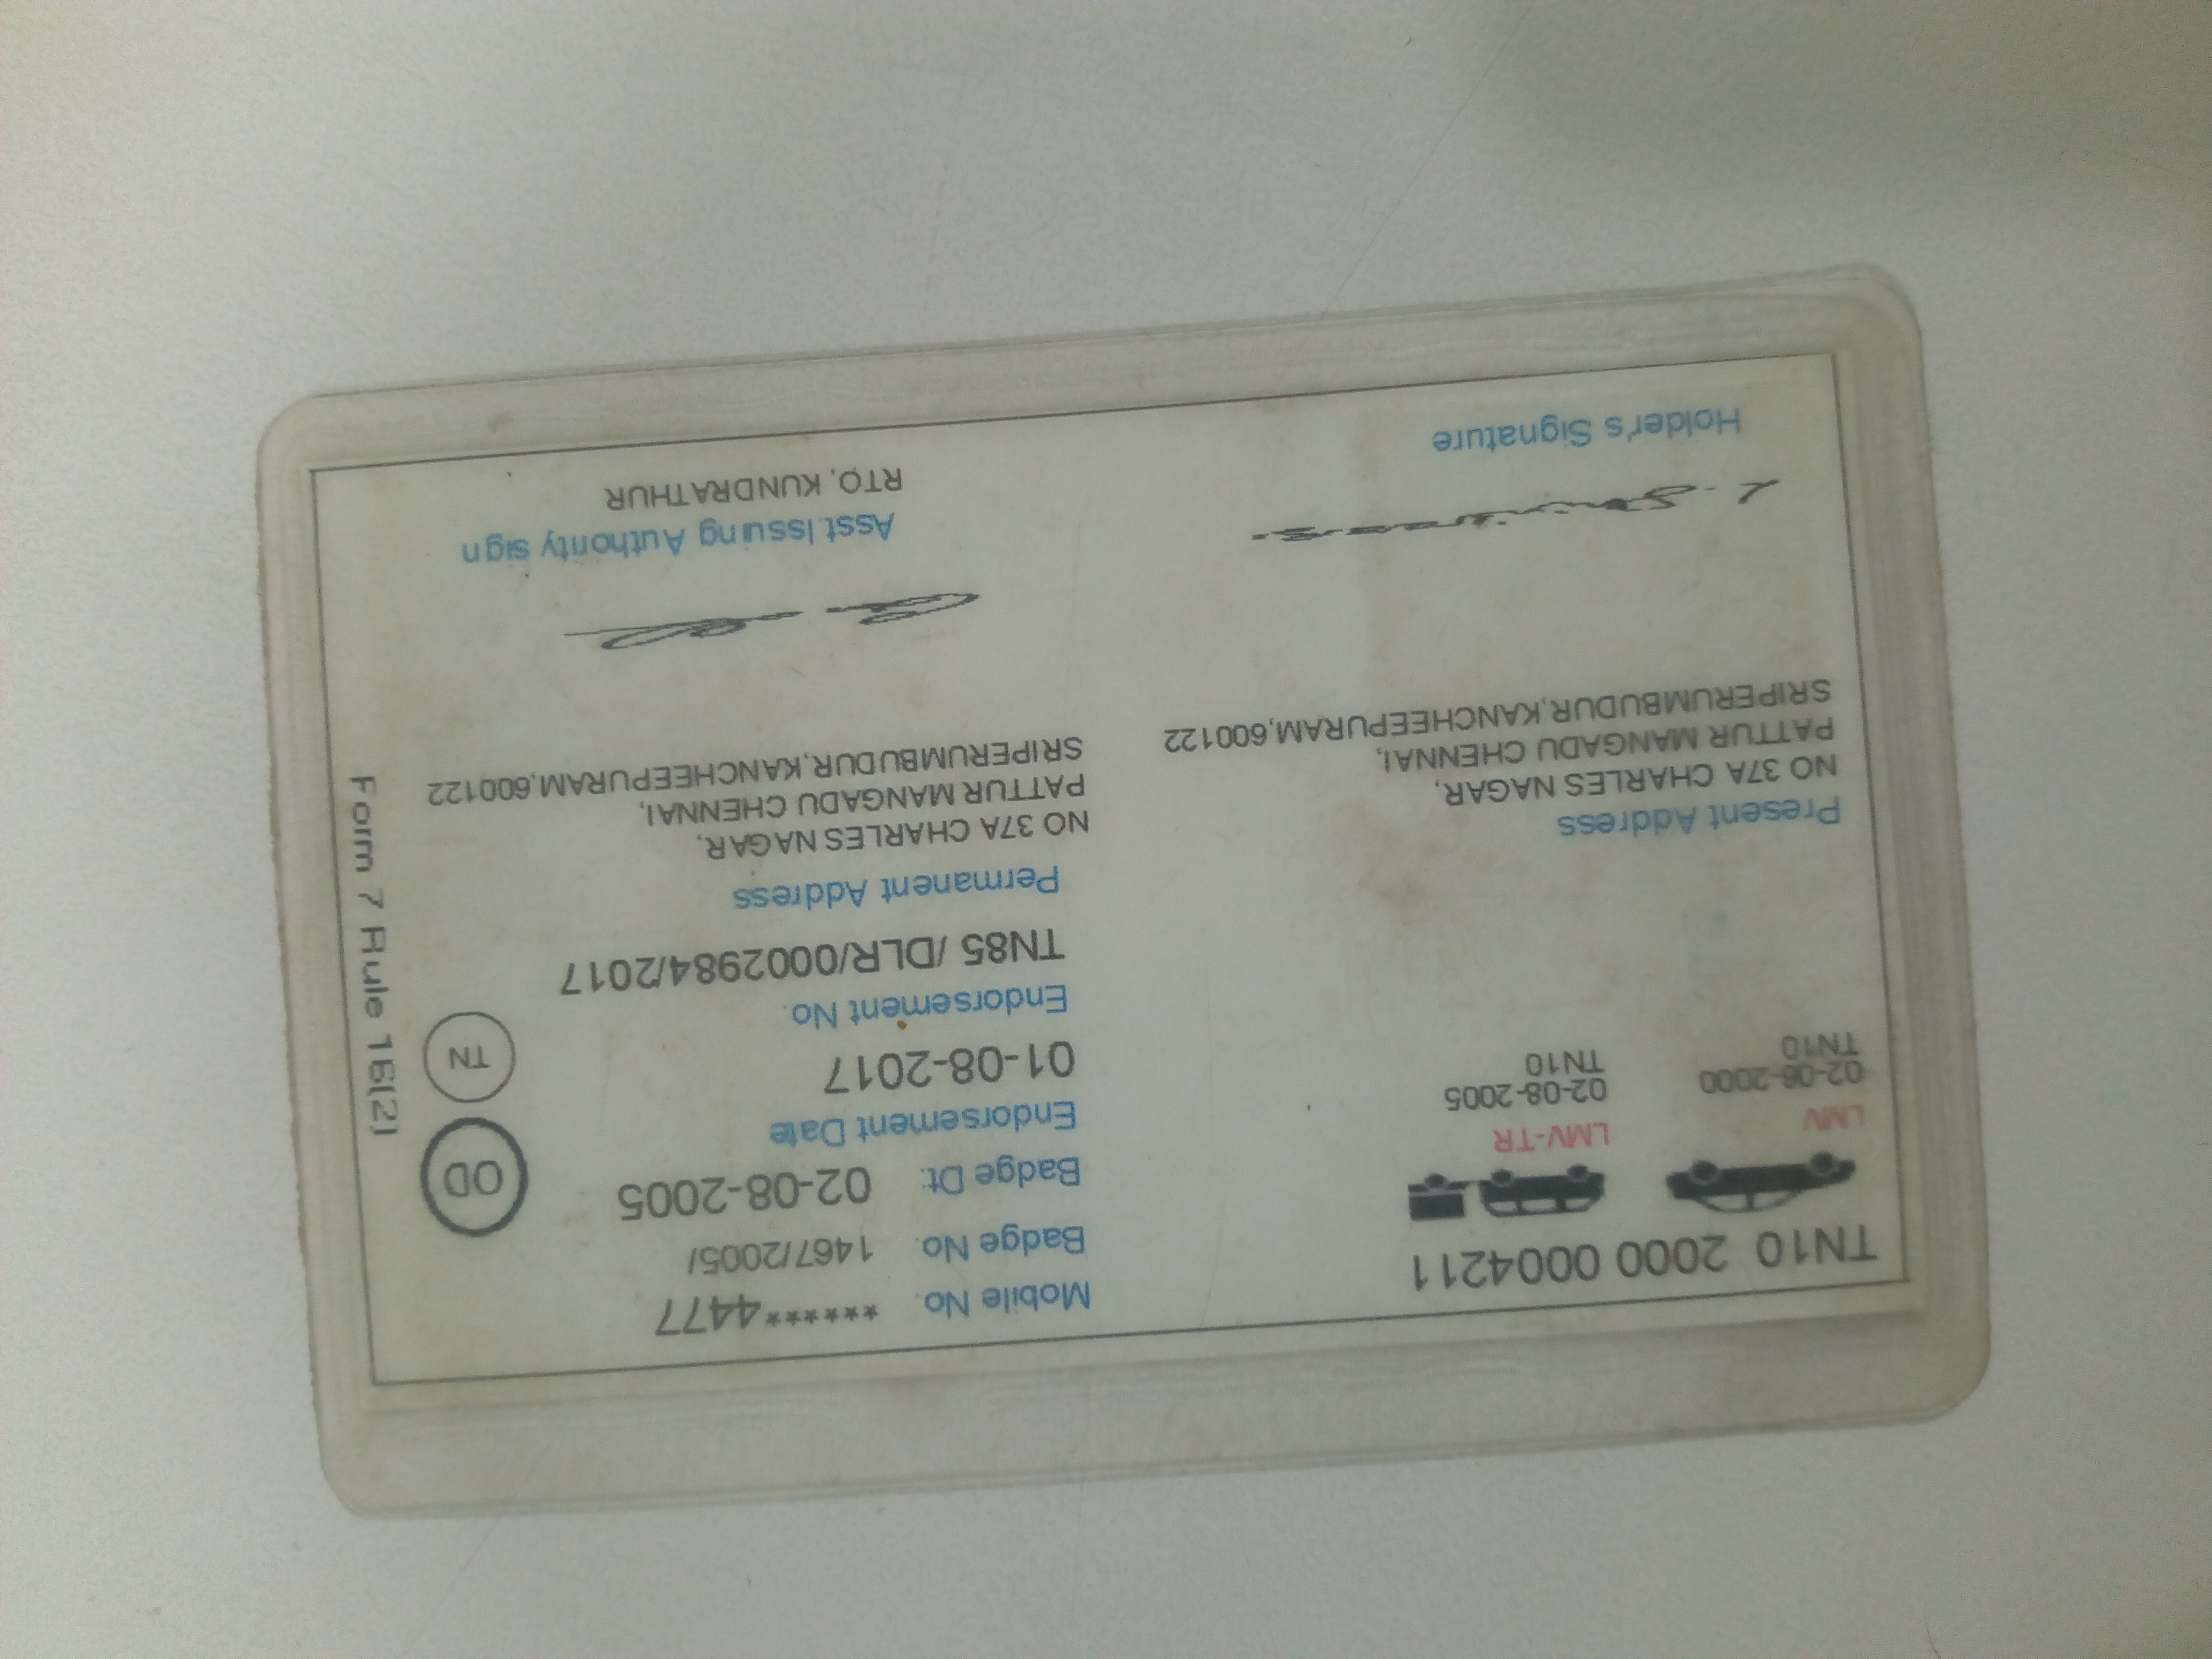 TN10 2000 0004211
LMV
02-06-2000
TN10
LMV-TR
02-08-2005
TN10
Mobile No. ******4477
Badge No. 1467/2005/
Badge Dt. 02-08-2005
Endorsement Date
01-08-2017
Endorsement No.
TN85 /DLR/0002984/2017
OD
TN
Present Address
NO 37A CHARLES NAGAR,
PATTUR MANGADU CHENNAI,
SRIPERUMBUDUR,KANCHEEPURAM,600122
Permanent Address
NO 37A CHARLES NAGAR,
PATTUR MANGADU CHENNAI,
SRIPERUMBUDUR,KANCHEEPURAM,600122
Holder's Signature
Asst.Issuing Authority sign
RTO, KUNDRATHUR
Form 7 Rule 16(2)